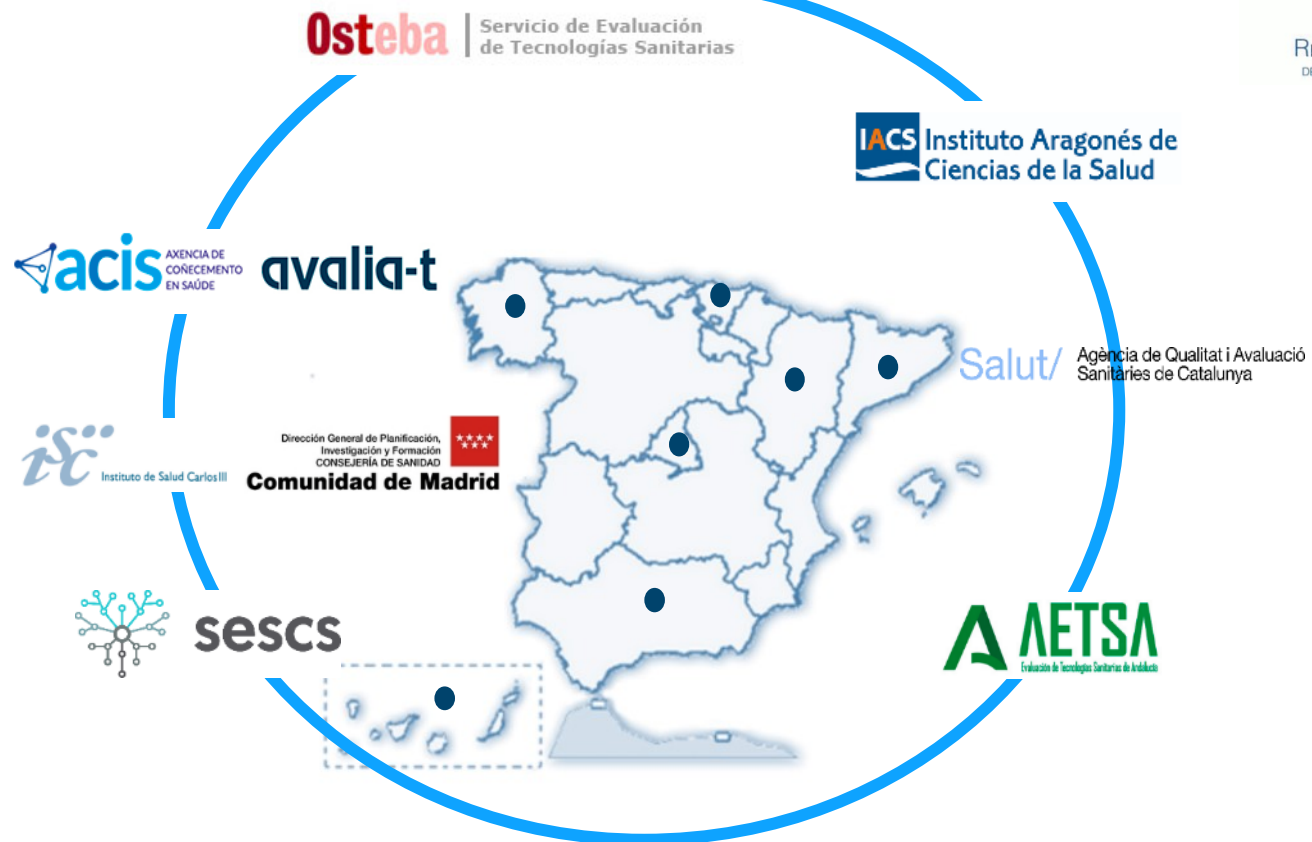 Osteba
Servicio de Evaluación
de Tecnologías Sanitarias
IACS Instituto Aragonés de
Ciencias de la Salud
acis
AXENCIA DE
COÑECEMENTO
EN SAÚDE
avalia-t
Salut/
Agència de Qualitat i Avaluació
Sanitàries de Catalunya
isc
Instituto de Salud Carlos III
Dirección General de Planificación,
Investigación y Formación
CONSEJERÍA DE SANIDAD
Comunidad de Madrid
sescs
AETSA
Evaluación de Tecnologías Sanitarias de Andalucía